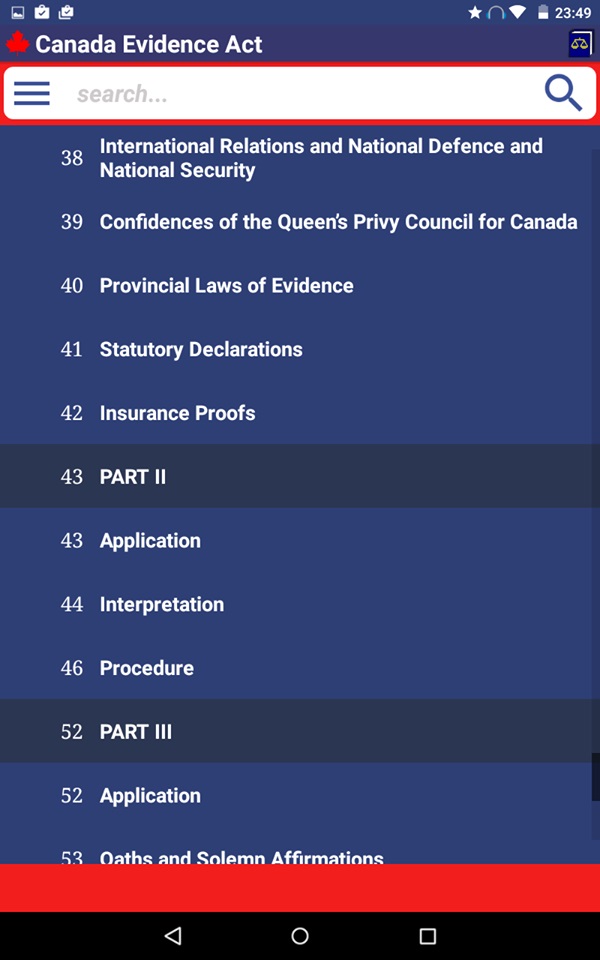 23:49
Canada Evidence Act
search...
38 International Relations and National Defence and
National Security
39 Confidences of the Queen's Privy Council for Canada
40 Provincial Laws of Evidence
41 Statutory Declarations
42 Insurance Proofs
43 PART II
43 Application
44 Interpretation
46 Procedure
52 PART III
52 Application
53 Oaths and Solemn Affirmations